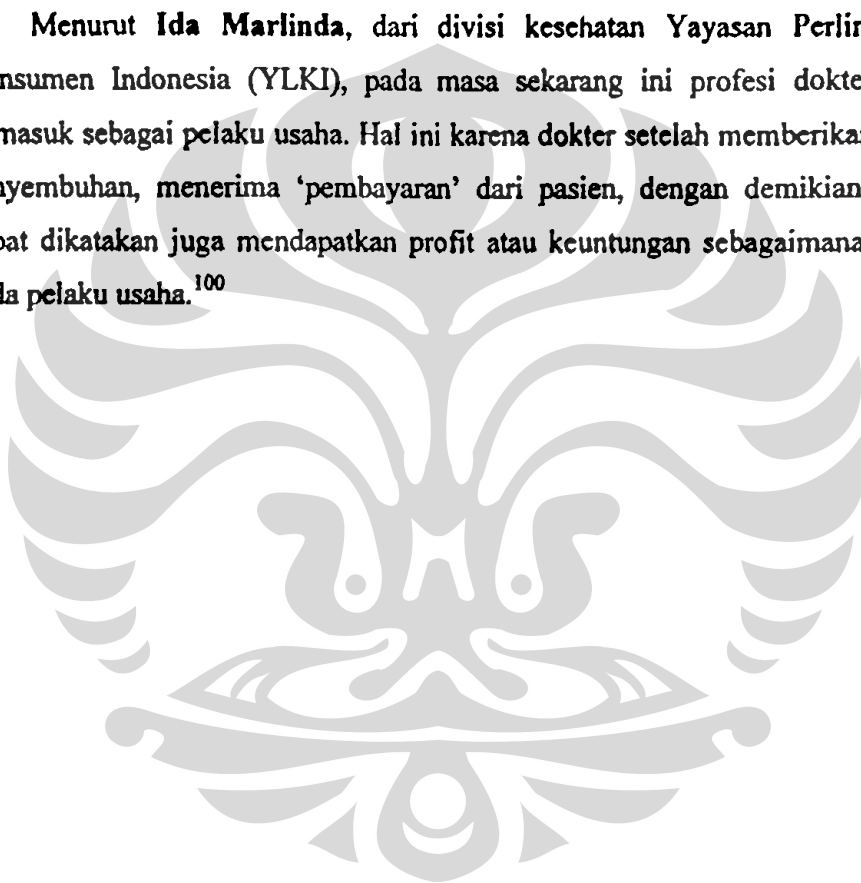 Menurut Ida Marlinda, dari divisi kesehatan Yayasan Perlin
nsumen Indonesia (YLKI), pada masa sekarang ini profesi dokte
masuk sebagai pelaku usaha. Hal ini karena dokter setelah memberika
nyembuhan, menerima ‘pembayaran’ dari pasien, dengan demikian
pat dikatakan juga mendapatkan profit atau keuntungan sebagaimana
da pelaku usaha.100